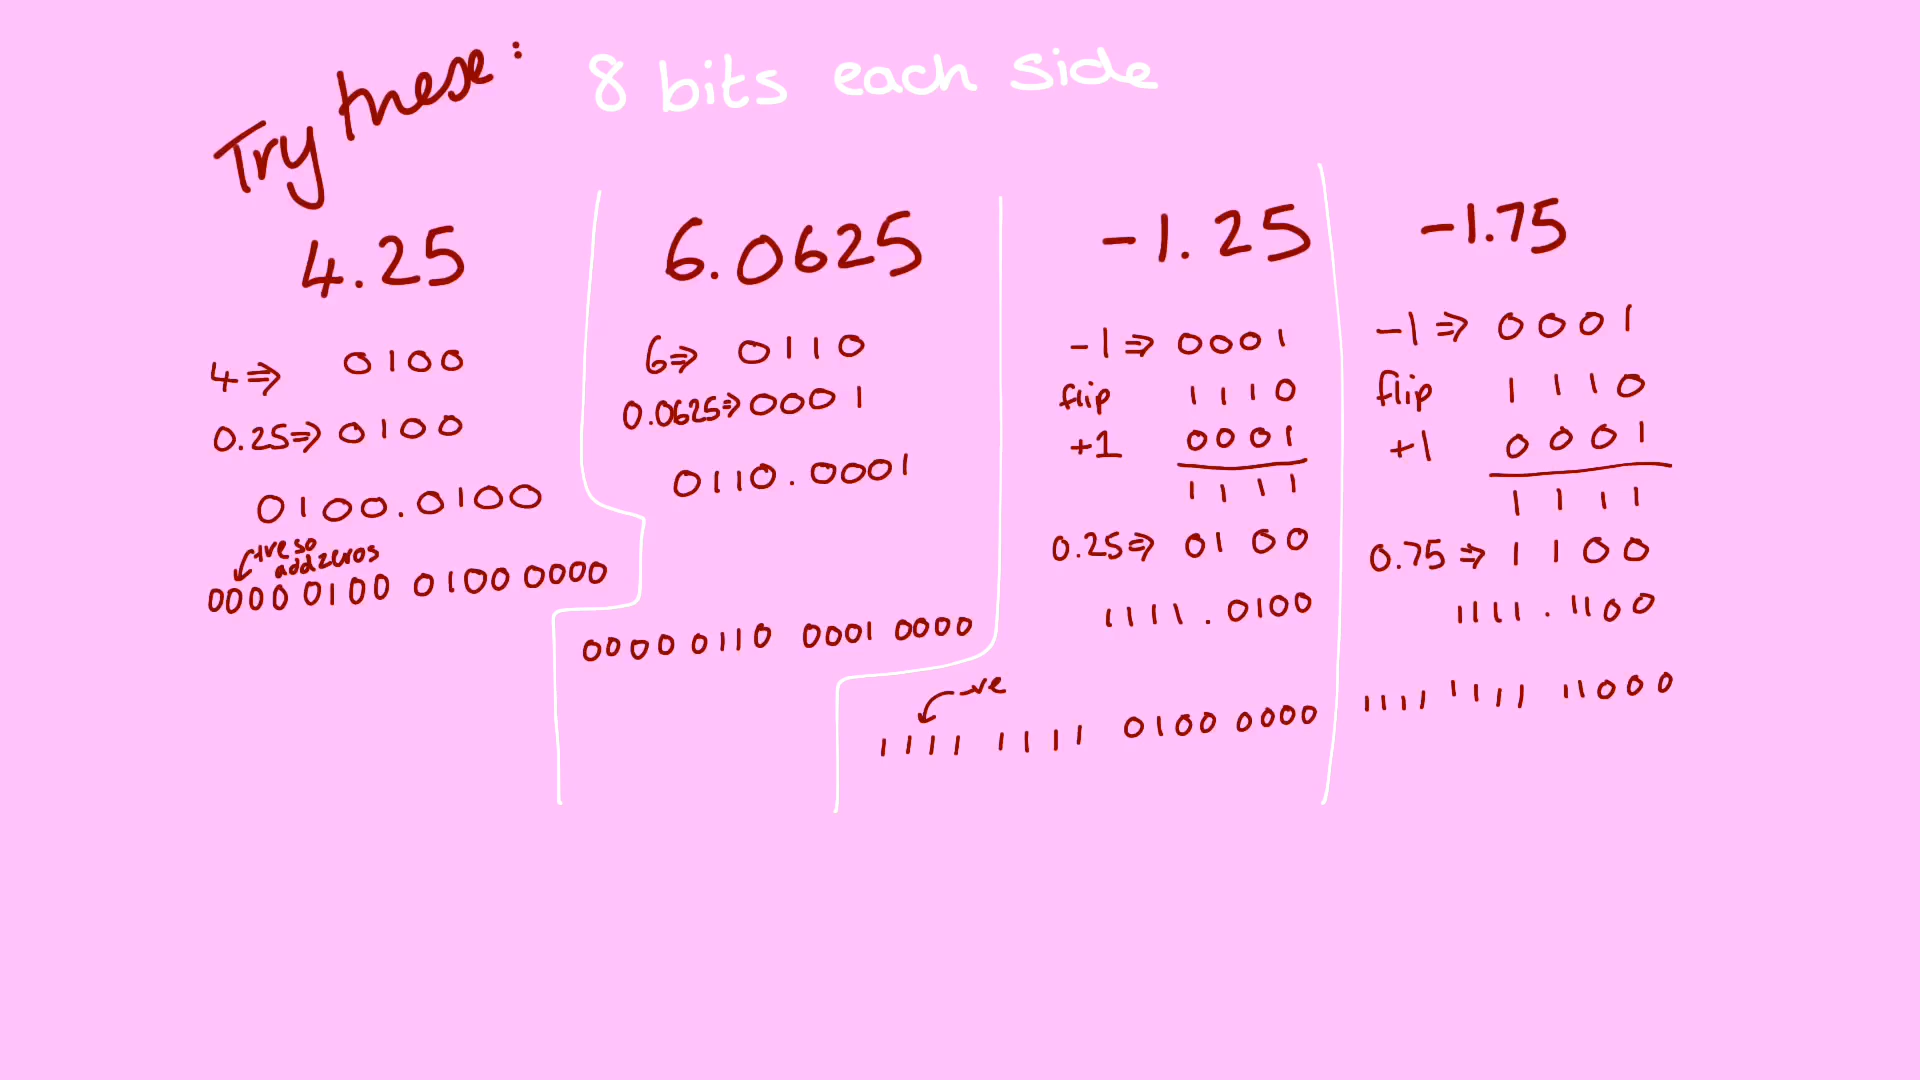 Try these: 8 bits each side
4.25
4⇒ 0100
0.25⇒ 0100
0100.0100
+ve so
add zeros
0000 0100 0100 0000
6.0625
6⇒ 0110
0.0625⇒ 0001
0110.0001
0000 0110 0001 0000
-1.25
-1⇒ 0001
flip 1110
+1 0001
1111
0.25⇒ 0100
1111.0100
-ve
1111 1111 0100 0000
-1.75
-1⇒ 0001
flip 1110
+1 0001
1111
0.75⇒ 1100
1111.1100
1111 1111 11000